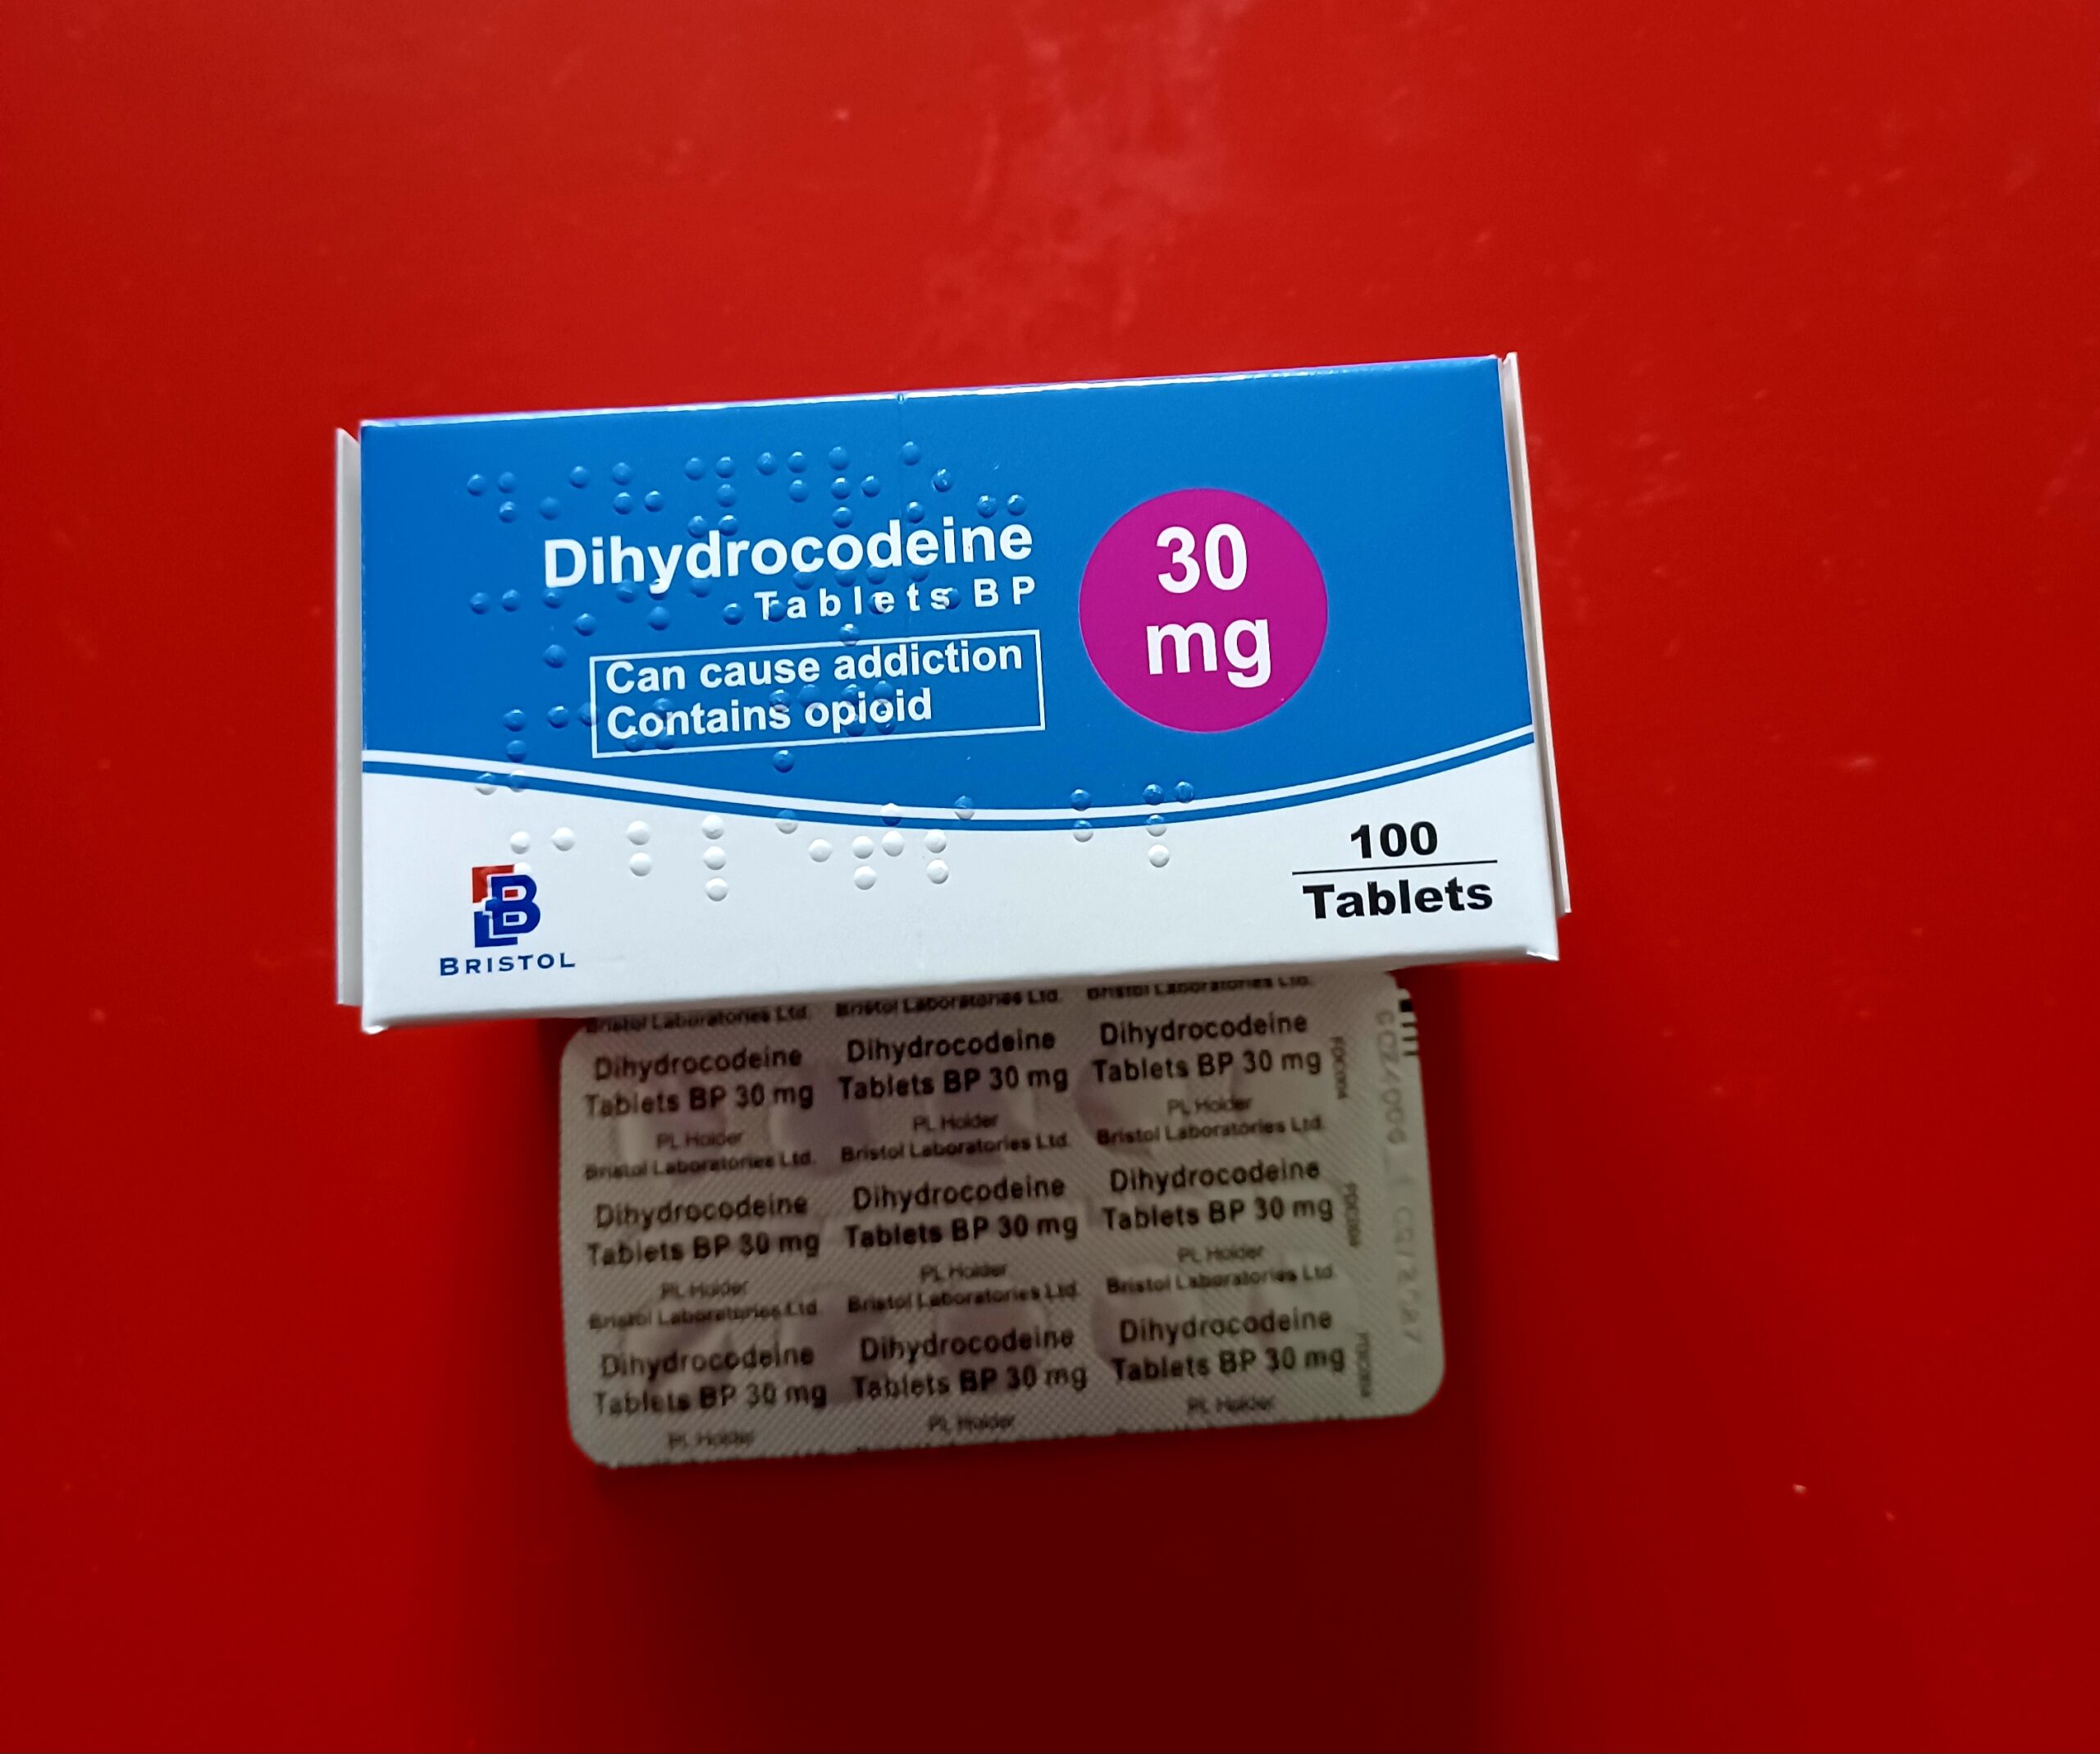 Dihydrocodeine
Tablets BP
30
mg
Can cause addiction
Contains opioid
100
Tablets
BRISTOL
Bristol Laboratories Ltd. Bristol Laboratories Ltd. Bristol Laboratories Ltd.
Dihydrocodeine Dihydrocodeine Dihydrocodeine
Tablets BP 30 mg Tablets BP 30 mg Tablets BP 30 mg
PL Holder PL Holder PL Holder
Bristol Laboratories Ltd. Bristol Laboratories Ltd. Bristol Laboratories Ltd.
Dihydrocodeine Dihydrocodeine Dihydrocodeine
Tablets BP 30 mg Tablets BP 30 mg Tablets BP 30 mg
PL Holder PL Holder PL Holder
Bristol Laboratories Ltd. Bristol Laboratories Ltd. Bristol Laboratories Ltd.
Dihydrocodeine Dihydrocodeine Dihydrocodeine
Tablets BP 30 mg Tablets BP 30 mg Tablets BP 30 mg
PL Holder PL Holder PL Holder